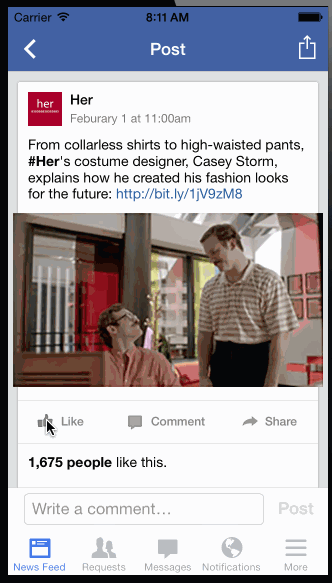 Carrier 8:11 AM
Post
her
Her
Feburary 1 at 11:00am
From collarless shirts to high-waisted pants,
#Her's costume designer, Casey Storm,
explains how he created his fashion looks
for the future: http://bit.ly/1jV9zM8
Like Comment Share
1,675 people like this.
Write a comment… Post
News Feed Requests Messages Notifications More